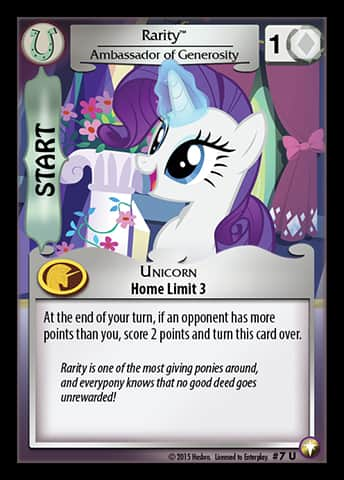 Rarity™
Ambassador of Generosity
1
START
UNICORN
Home Limit 3
At the end of your turn, if an opponent has more
points than you, score 2 points and turn this card over.
Rarity is one of the most giving ponies around,
and everypony knows that no good deed goes
unrewarded!
© 2015 Hasbro. Licensed to Enterplay. #7 U